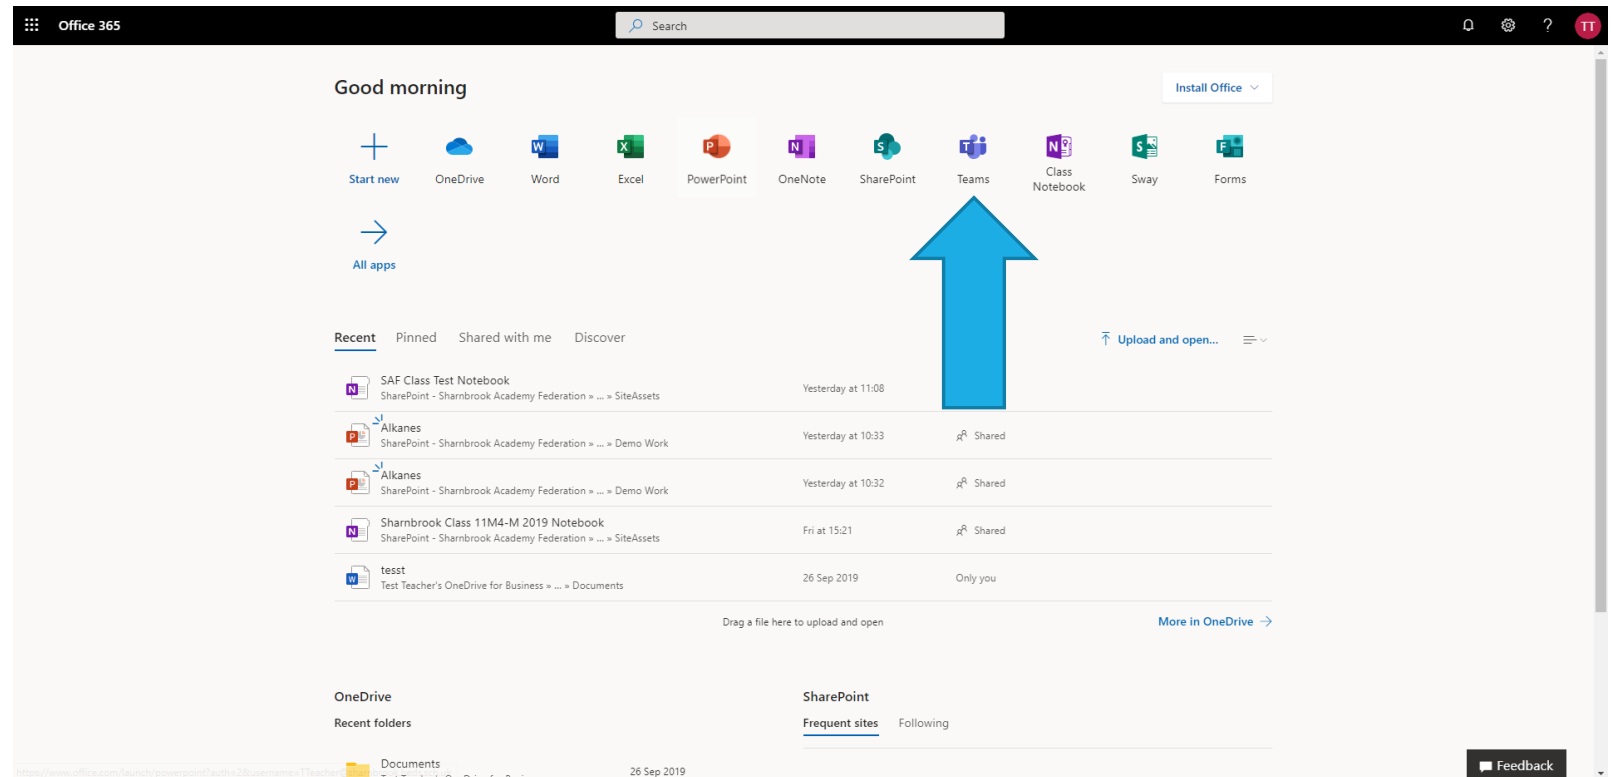 Office 365
Search
TT
Good morning
Install Office
Start new
OneDrive
Word
Excel
PowerPoint
OneNote
SharePoint
Teams
Class
Notebook
Sway
Forms
All apps
Recent Pinned Shared with me Discover
Upload and open...
SAF Class Test Notebook
SharePoint - Sharnbrook Academy Federation » ... » SiteAssets
Yesterday at 11:08
Alkanes
SharePoint - Sharnbrook Academy Federation » ... » Demo Work
Yesterday at 10:33
Shared
Alkanes
SharePoint - Sharnbrook Academy Federation » ... » Demo Work
Yesterday at 10:32
Shared
Sharnbrook Class 11M4-M 2019 Notebook
SharePoint - Sharnbrook Academy Federation » ... » SiteAssets
Fri at 15:21
Shared
tesst
Test Teacher's OneDrive for Business » ... » Documents
26 Sep 2019
Only you
Drag a file here to upload and open
More in OneDrive
OneDrive
Recent folders
SharePoint
Frequent sites Following
Documents
26 Sep 2019
Feedback